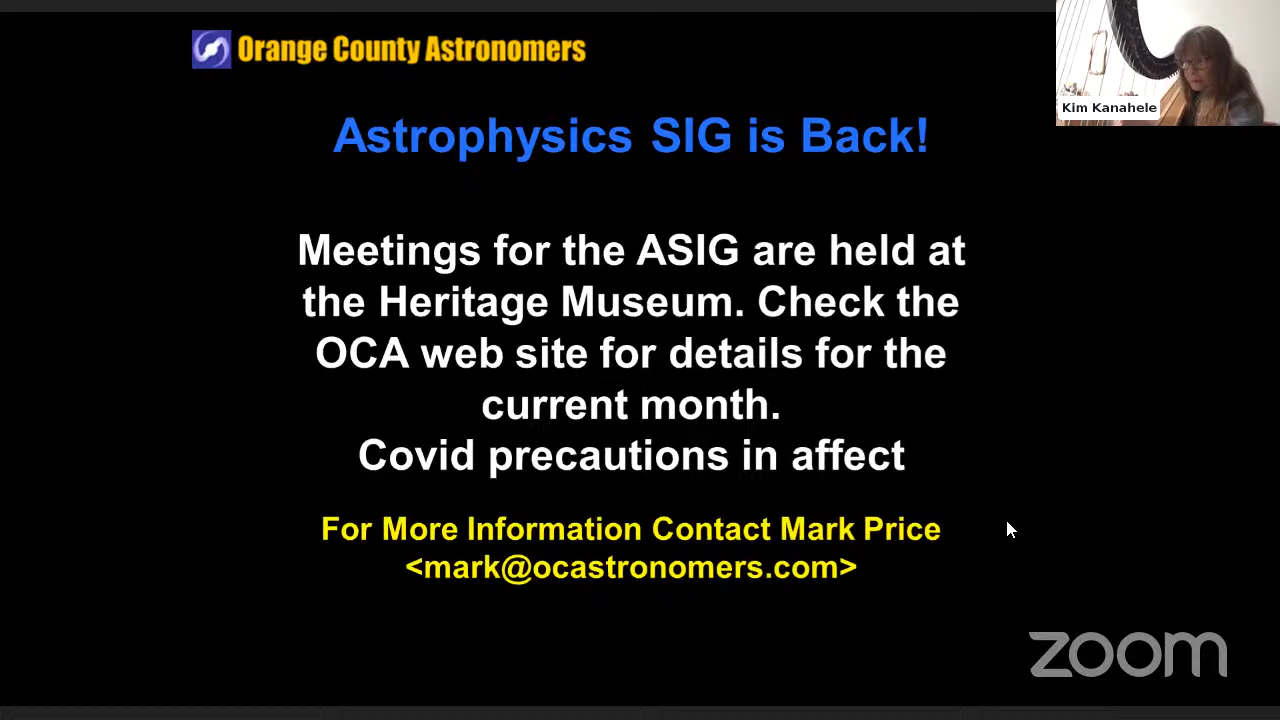 Orange County Astronomers
Kim Kanahele
Astrophysics SIG is Back!
Meetings for the ASIG are held at
the Heritage Museum. Check the
OCA web site for details for the
current month.
Covid precautions in affect
For More Information Contact Mark Price
<mark@ocastronomers.com>
zoom